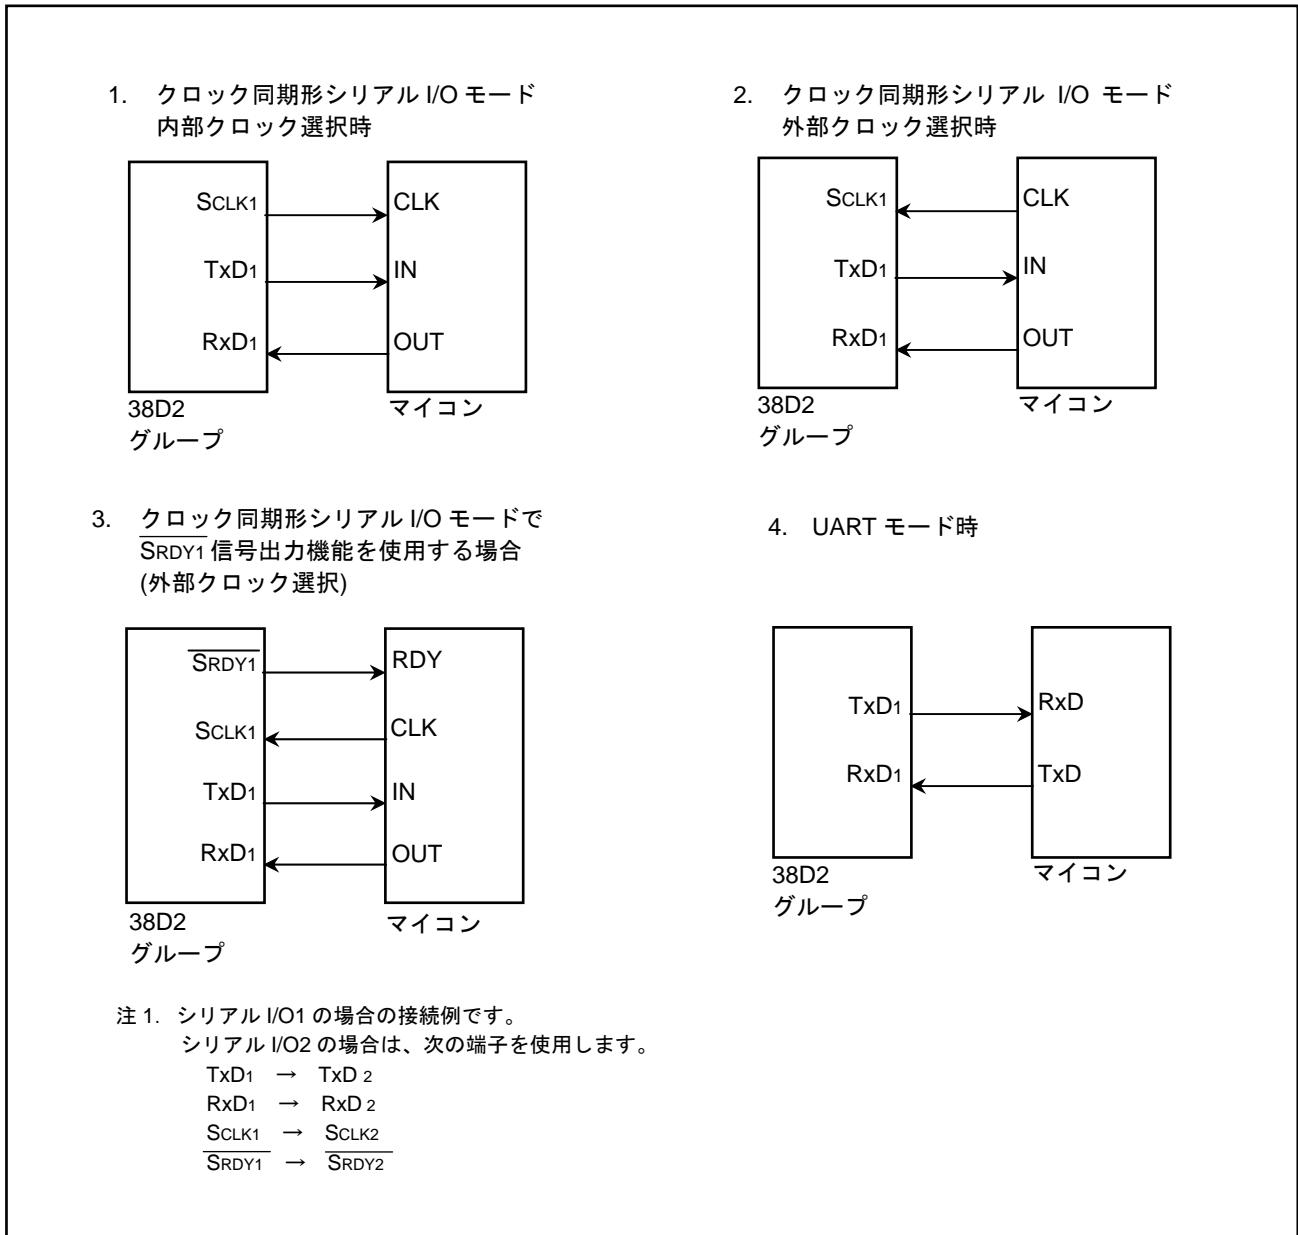 1. クロック同期形シリアル I/O モード
内部クロック選択時
SCLK1
CLK
TxD1
IN
RxD1
OUT
38D2
グループ
マイコン
2. クロック同期形シリアル I/O モード
外部クロック選択時
SCLK1
CLK
TxD1
IN
RxD1
OUT
38D2
グループ
マイコン
3. クロック同期形シリアル I/O モードで
S̅R̅D̅Y̅1̅ 信号出力機能を使用する場合
(外部クロック選択)
S̅R̅D̅Y̅1̅
RDY
SCLK1
CLK
TxD1
IN
RxD1
OUT
38D2
グループ
マイコン
4. UART モード時
TxD1
RxD
RxD1
TxD
38D2
グループ
マイコン
注 1. シリアル I/O1 の場合の接続例です。
シリアル I/O2 の場合は、次の端子を使用します。
TxD1 → TxD 2
RxD1 → RxD 2
SCLK1 → SCLK2
S̅R̅D̅Y̅1̅ → S̅R̅D̅Y̅2̅